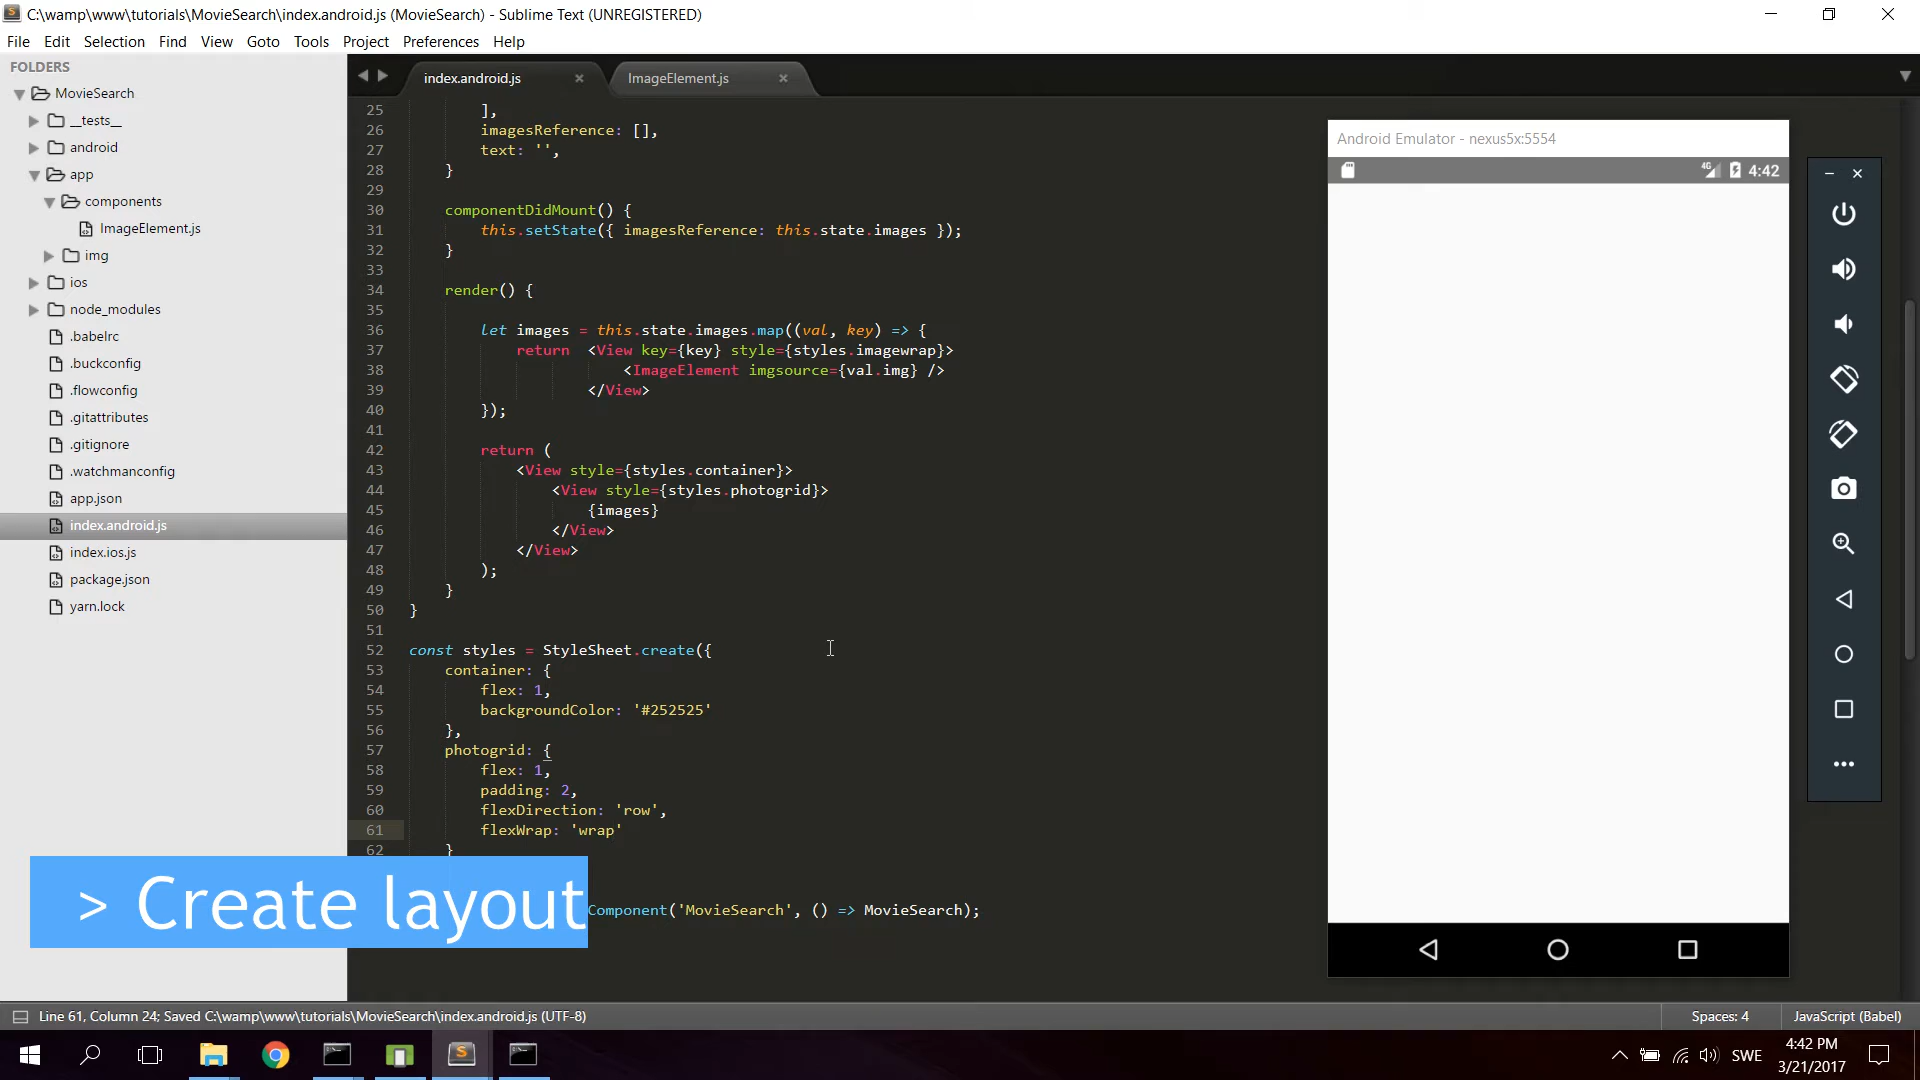 C:\wamp\www\tutorials\MovieSearch\index.android.js (MovieSearch) - Sublime Text (UNREGISTERED)
File Edit Selection Find View Goto Tools Project Preferences Help
FOLDERS
MovieSearch
__tests__
android
app
components
ImageElement.js
img
ios
node_modules
.babelrc
.buckconfig
.flowconfig
.gitattributes
.gitignore
.watchmanconfig
app.json
index.android.js
index.ios.js
package.json
yarn.lock
index.android.js
ImageElement.js
25 ],
26 imagesReference: [],
27 text: '',
28 }
29
30 componentDidMount() {
31 this.setState({ imagesReference: this.state.images });
32 }
33
34 render() {
35
36 let images = this.state.images.map((val, key) => {
37 return <View key={key} style={styles.imagewrap}>
38 <ImageElement imgsource={val.img} />
39 </View>
40 });
41
42 return (
43 <View style={styles.container}>
44 <View style={styles.photogrid}>
45 {images}
46 </View>
47 </View>
48 );
49 }
50 }
51
52 const styles = StyleSheet.create({
53 container: {
54 flex: 1,
55 backgroundColor: '#252525'
56 },
57 photogrid: {
58 flex: 1,
59 padding: 2,
60 flexDirection: 'row',
61 flexWrap: 'wrap'
62 }
Component('MovieSearch', () => MovieSearch);
> Create layout
Android Emulator - nexus5x:5554
4G 4:42
Line 61, Column 24; Saved C:\wamp\www\tutorials\MovieSearch\index.android.js (UTF-8)
Spaces: 4
JavaScript (Babel)
SWE
4:42 PM
3/21/2017